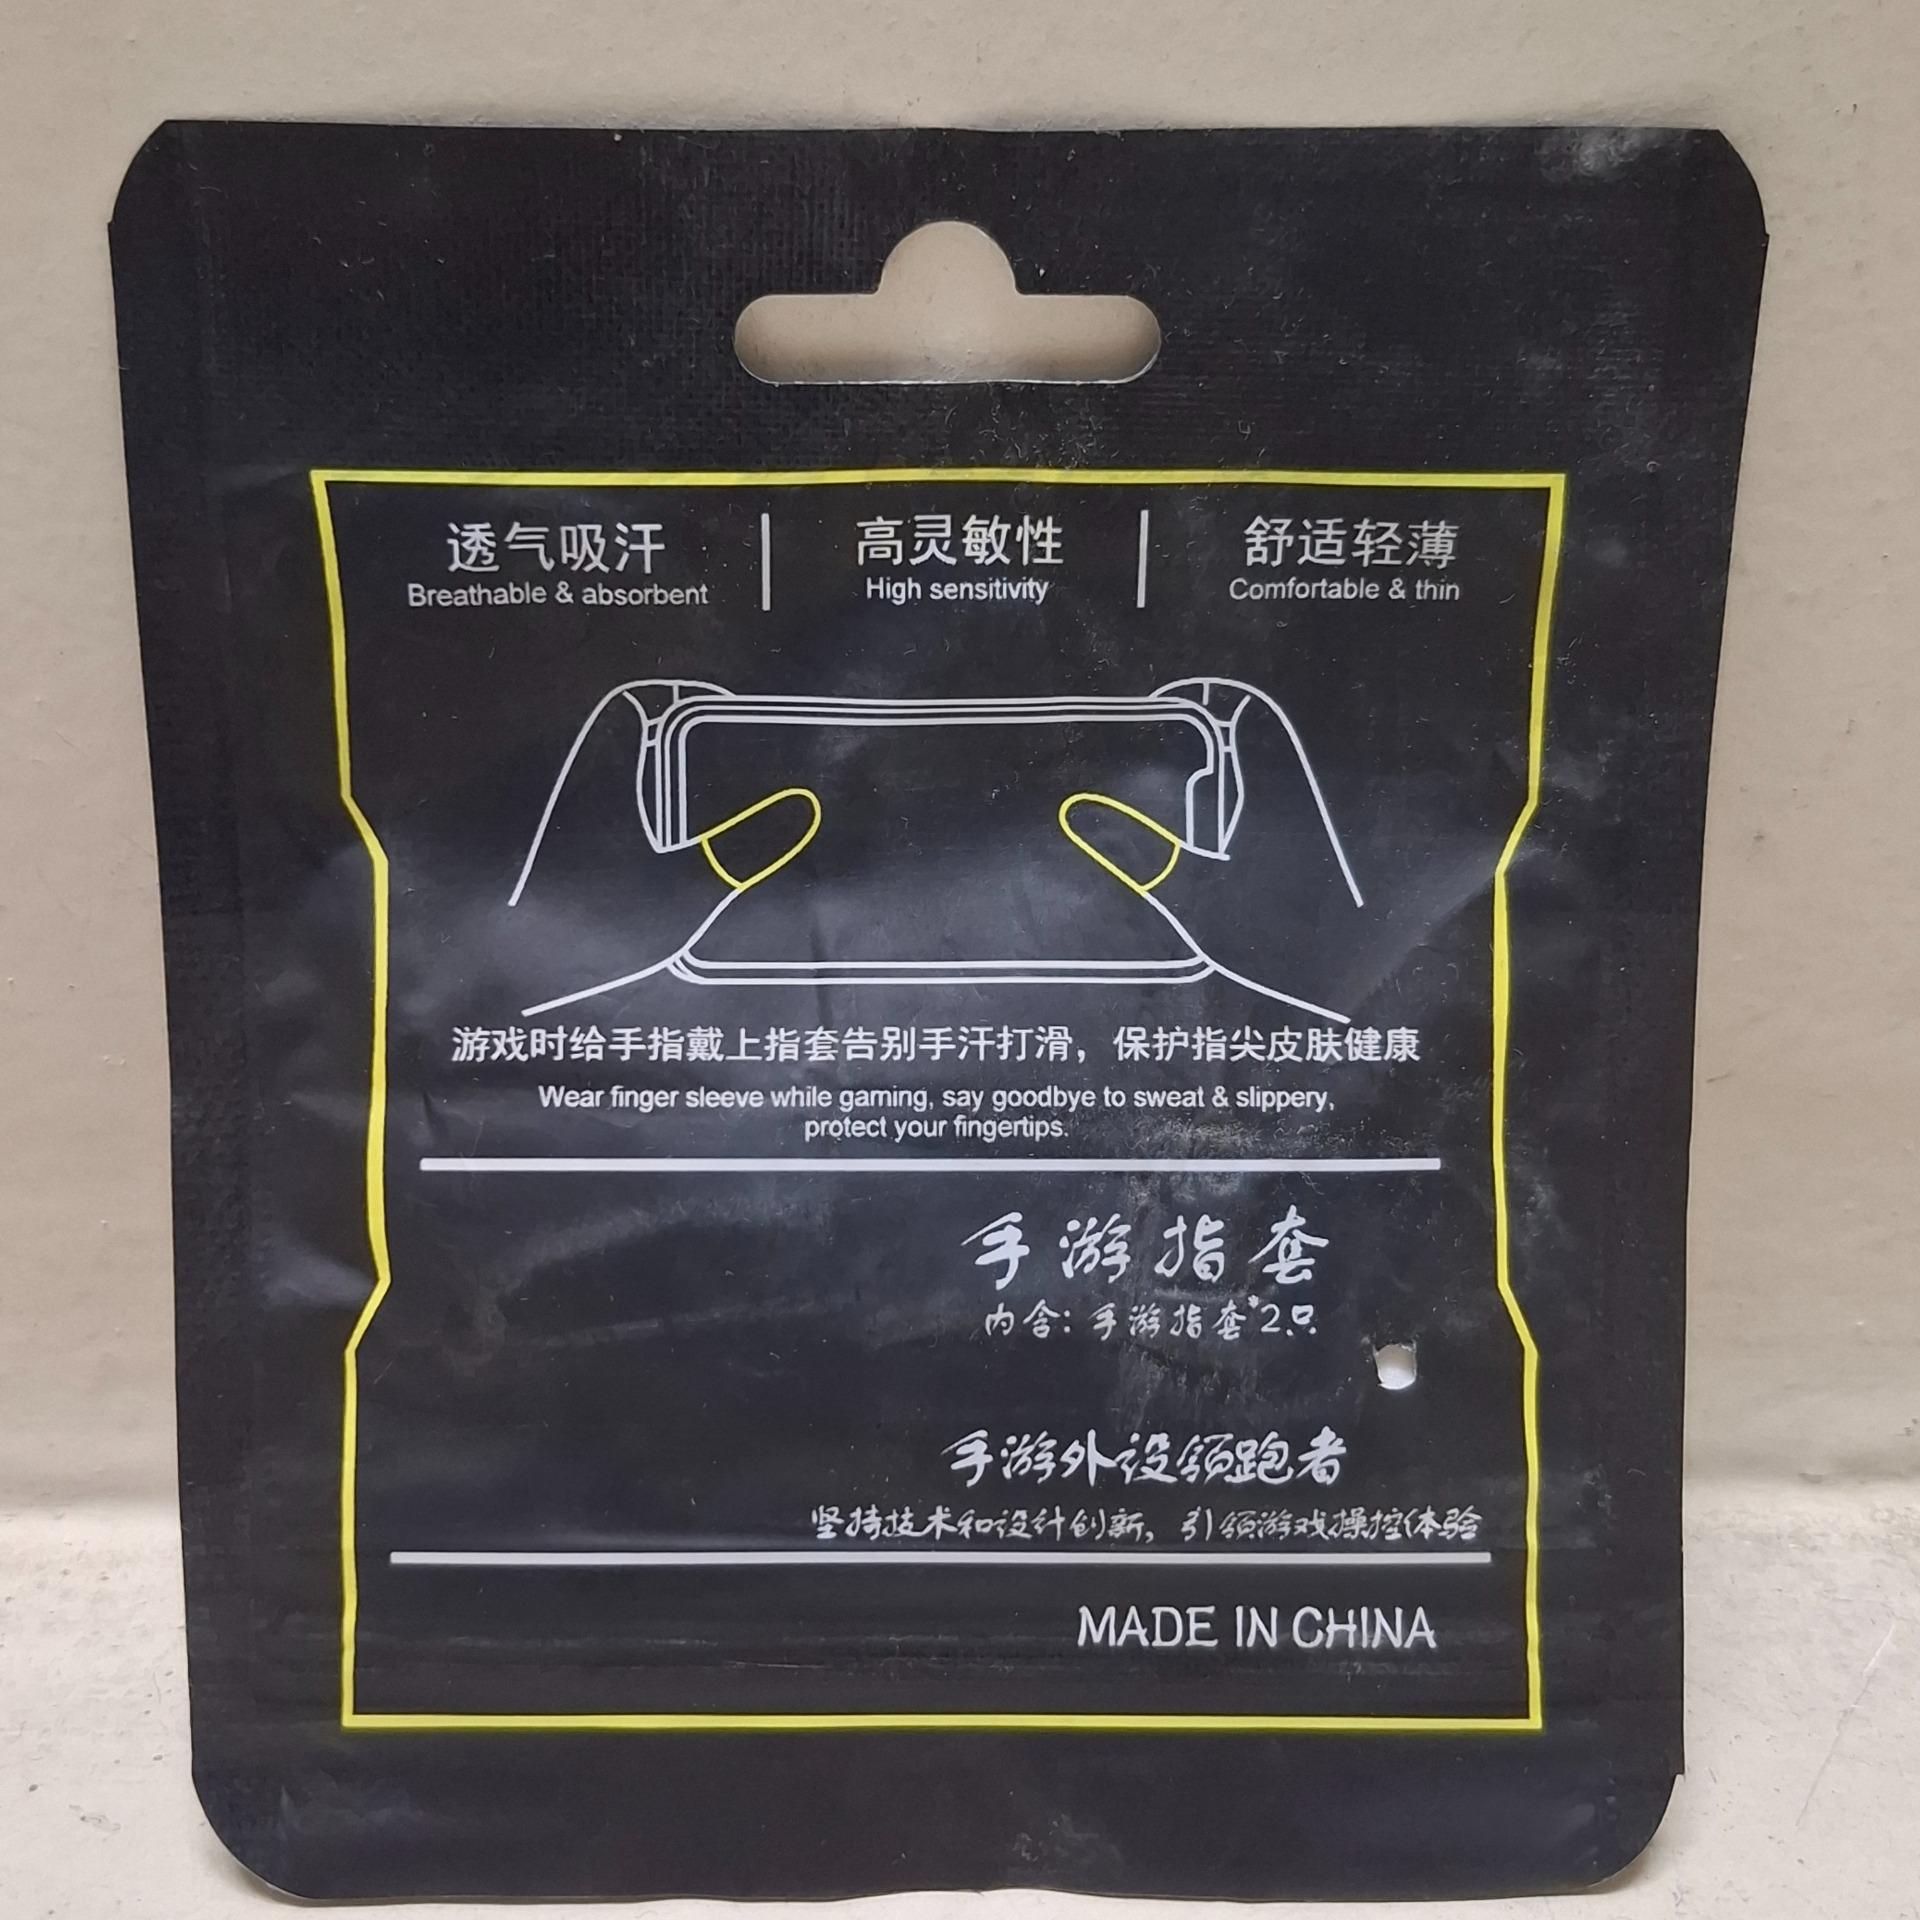 透气吸汗
Breathable & absorbent
高灵敏性
High sensitivity
舒适轻薄
Comfortable & thin
游戏时给手指戴上指套告别手汗打滑，保护指尖皮肤健康
Wear finger sleeve while gaming, say goodbye to sweat & slippery,
protect your fingertips.
手游指套
内含：手游指套*2只
手游外设领跑者
坚持技术和设计创新，引领游戏操控体验
MADE IN CHINA